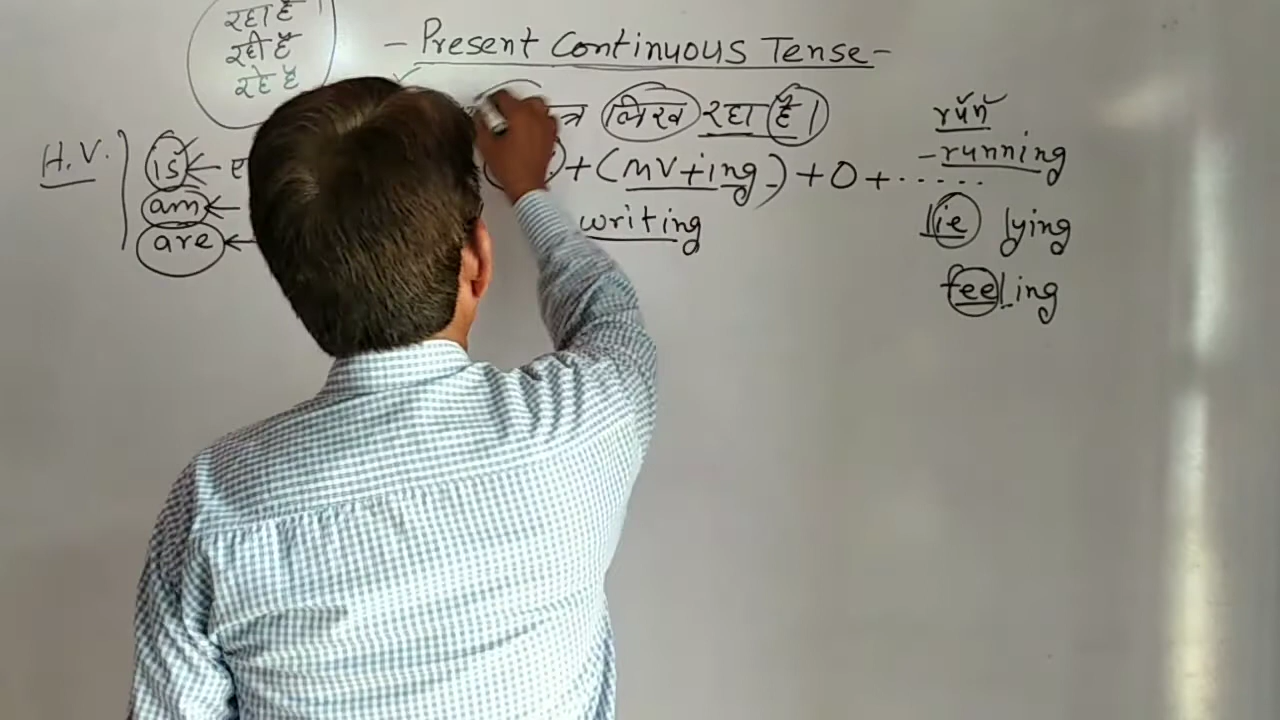 रहा है।
रही है
रहे हैं
- Present Continuous Tense -
लिख रहा है।
H.V.
is ←
am ←
are ←
+ (MV+ing) + O + ......
writing
run
- running
lie lying
feeling